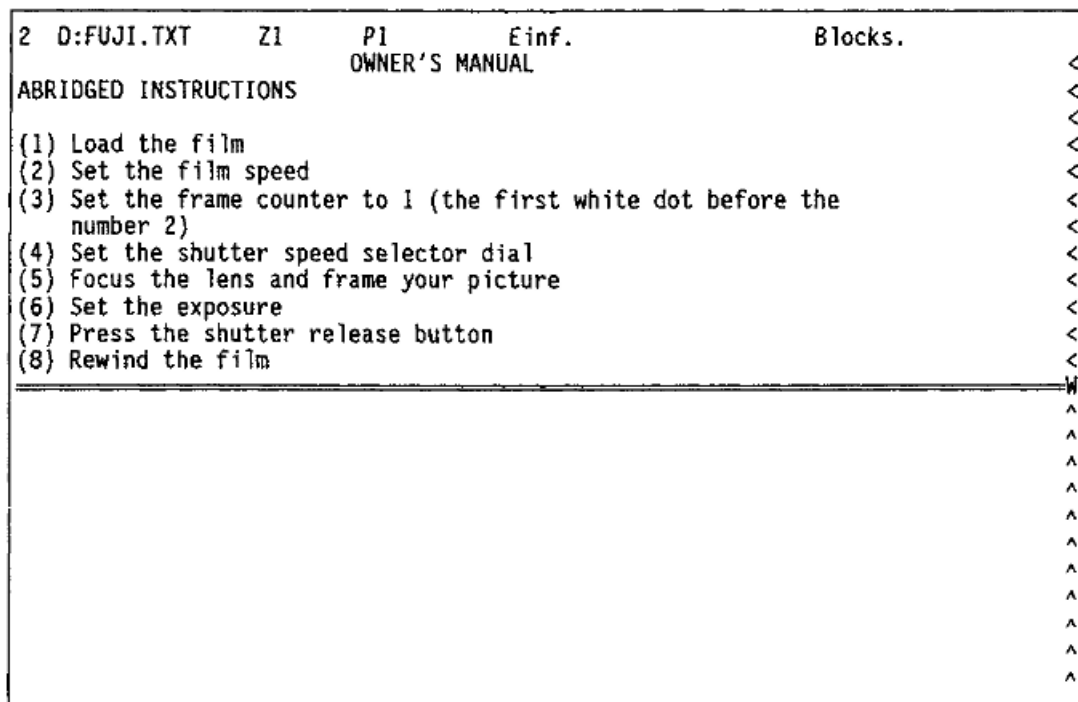 2 D:FUJI.TXT Z1 P1 Einf. Blocks.
OWNER'S MANUAL <
ABRIDGED INSTRUCTIONS <
<
(1) Load the film <
(2) Set the film speed <
(3) Set the frame counter to 1 (the first white dot before the <
number 2) <
(4) Set the shutter speed selector dial <
(5) Focus the lens and frame your picture <
(6) Set the exposure <
(7) Press the shutter release button <
(8) Rewind the film <
W
^
^
^
^
^
^
^
^
^
^
^